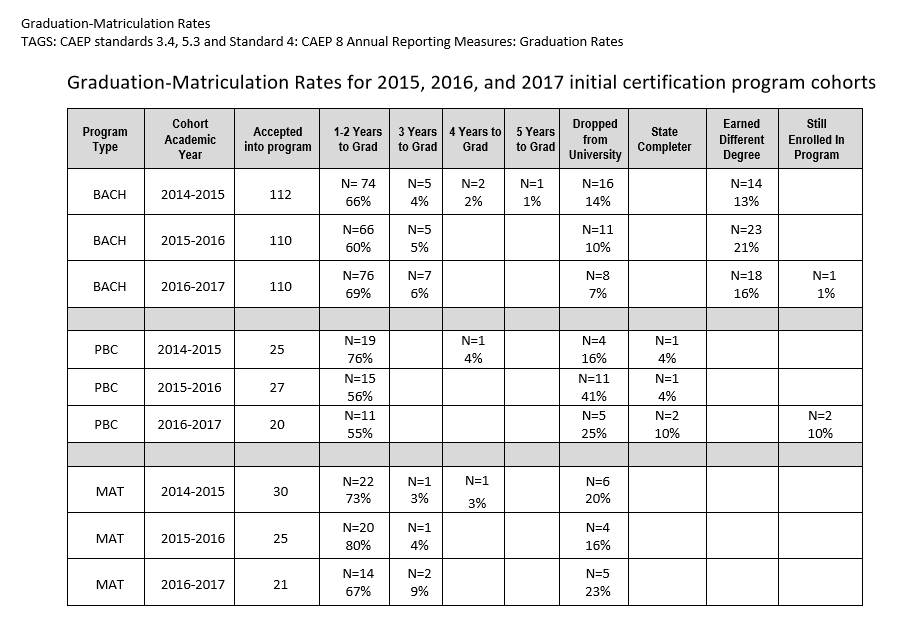 Graduation-Matriculation Rates
TAGS: CAEP standards 3.4, 5.3 and Standard 4: CAEP 8 Annual Reporting Measures: Graduation Rates
Graduation-Matriculation Rates for 2015, 2016, and 2017 initial certification program cohorts
Program Type Cohort Academic Year Accepted into program 1-2 Years to Grad 3 Years to Grad 4 Years to Grad 5 Years to Grad Dropped from University State Completer Earned Different Degree Still Enrolled In Program
BACH 2014-2015 112 N= 74 66% N=5 4% N=2 2% N=1 1% N=16 14% N=14 13%
BACH 2015-2016 110 N=66 60% N=5 5% N=11 10% N=23 21%
BACH 2016-2017 110 N=76 69% N=7 6% N=8 7% N=18 16% N=1 1%
PBC 2014-2015 25 N=19 76% N=1 4% N=4 16% N=1 4%
PBC 2015-2016 27 N=15 56% N=11 41% N=1 4%
PBC 2016-2017 20 N=11 55% N=5 25% N=2 10% N=2 10%
MAT 2014-2015 30 N=22 73% N=1 3% N=1 3% N=6 20%
MAT 2015-2016 25 N=20 80% N=1 4% N=4 16%
MAT 2016-2017 21 N=14 67% N=2 9% N=5 23%